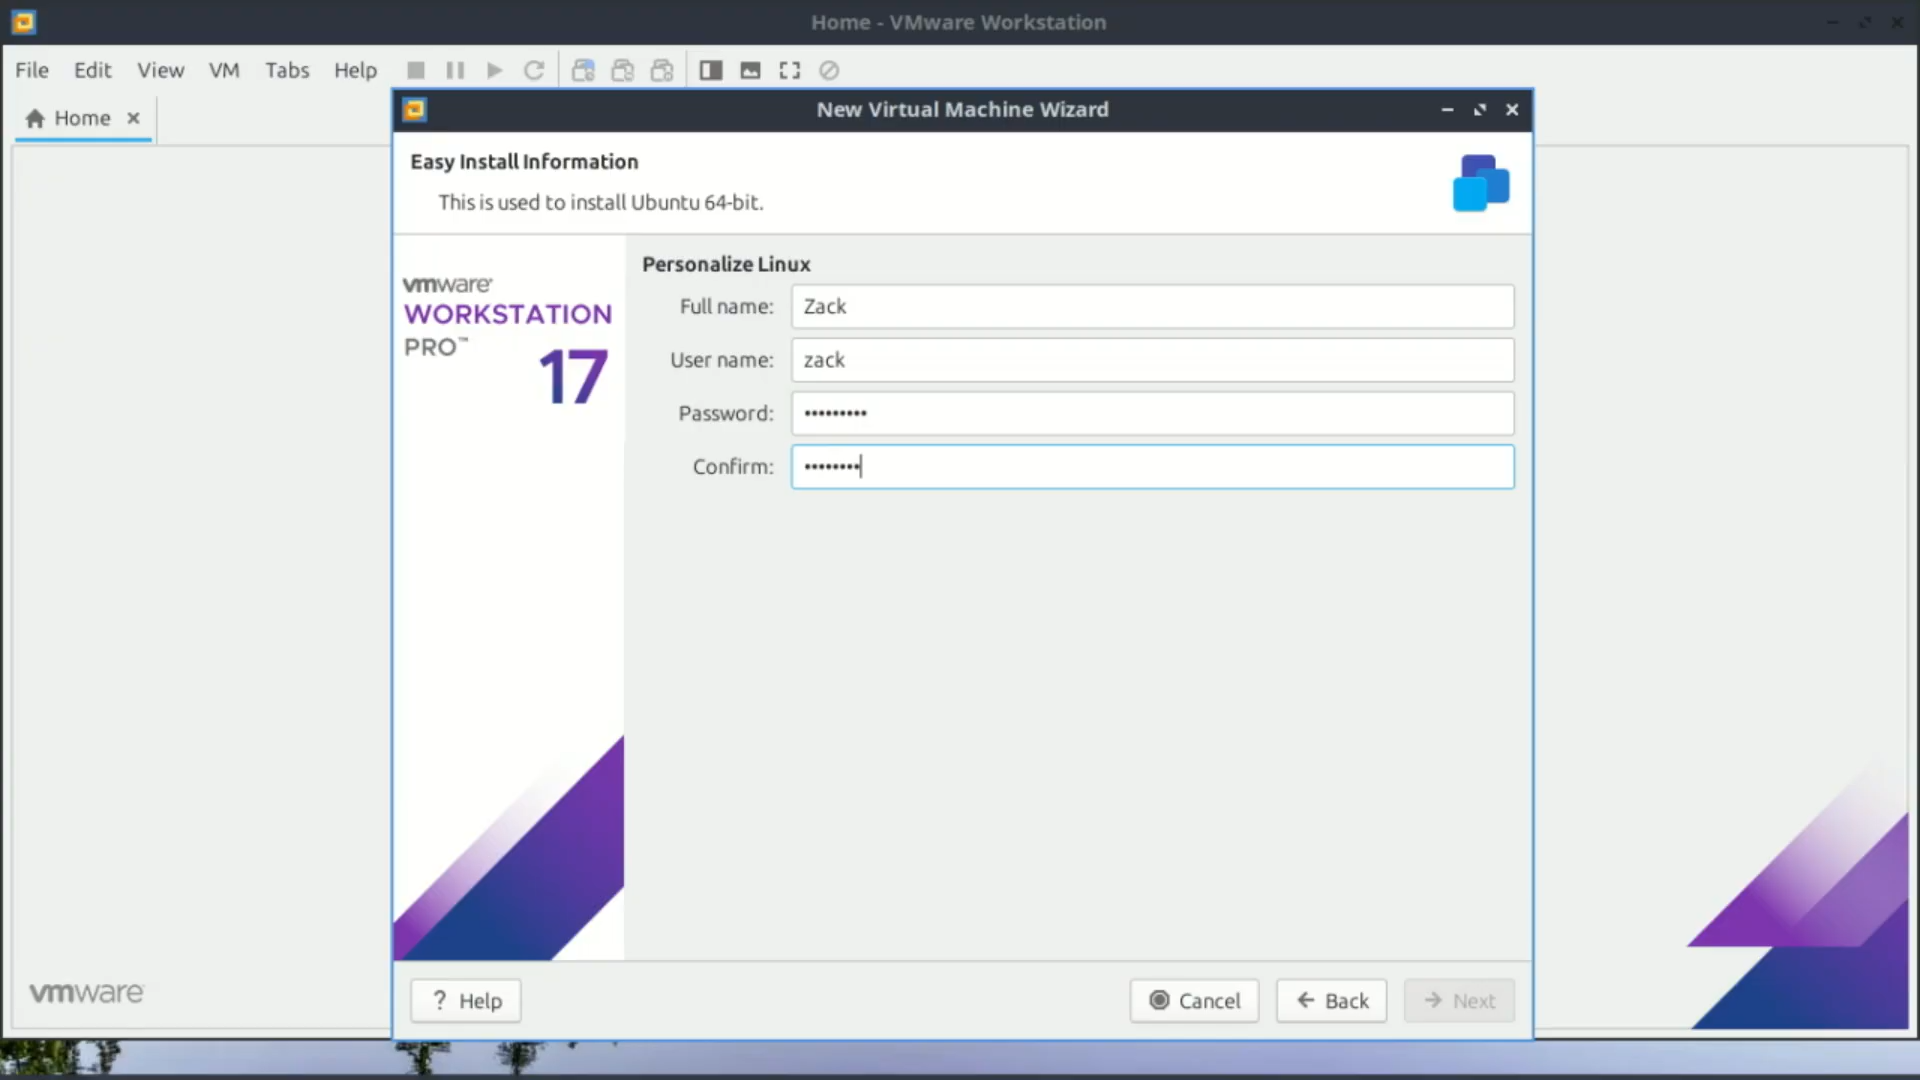 Home - VMware Workstation
File Edit View VM Tabs Help
Home
New Virtual Machine Wizard
Easy Install Information
This is used to install Ubuntu 64-bit.
vmware®
WORKSTATION
PRO™
17
Personalize Linux
Full name: Zack
User name: zack
Password: •••••••••
Confirm: ••••••••
vmware
? Help
Cancel
Back
Next